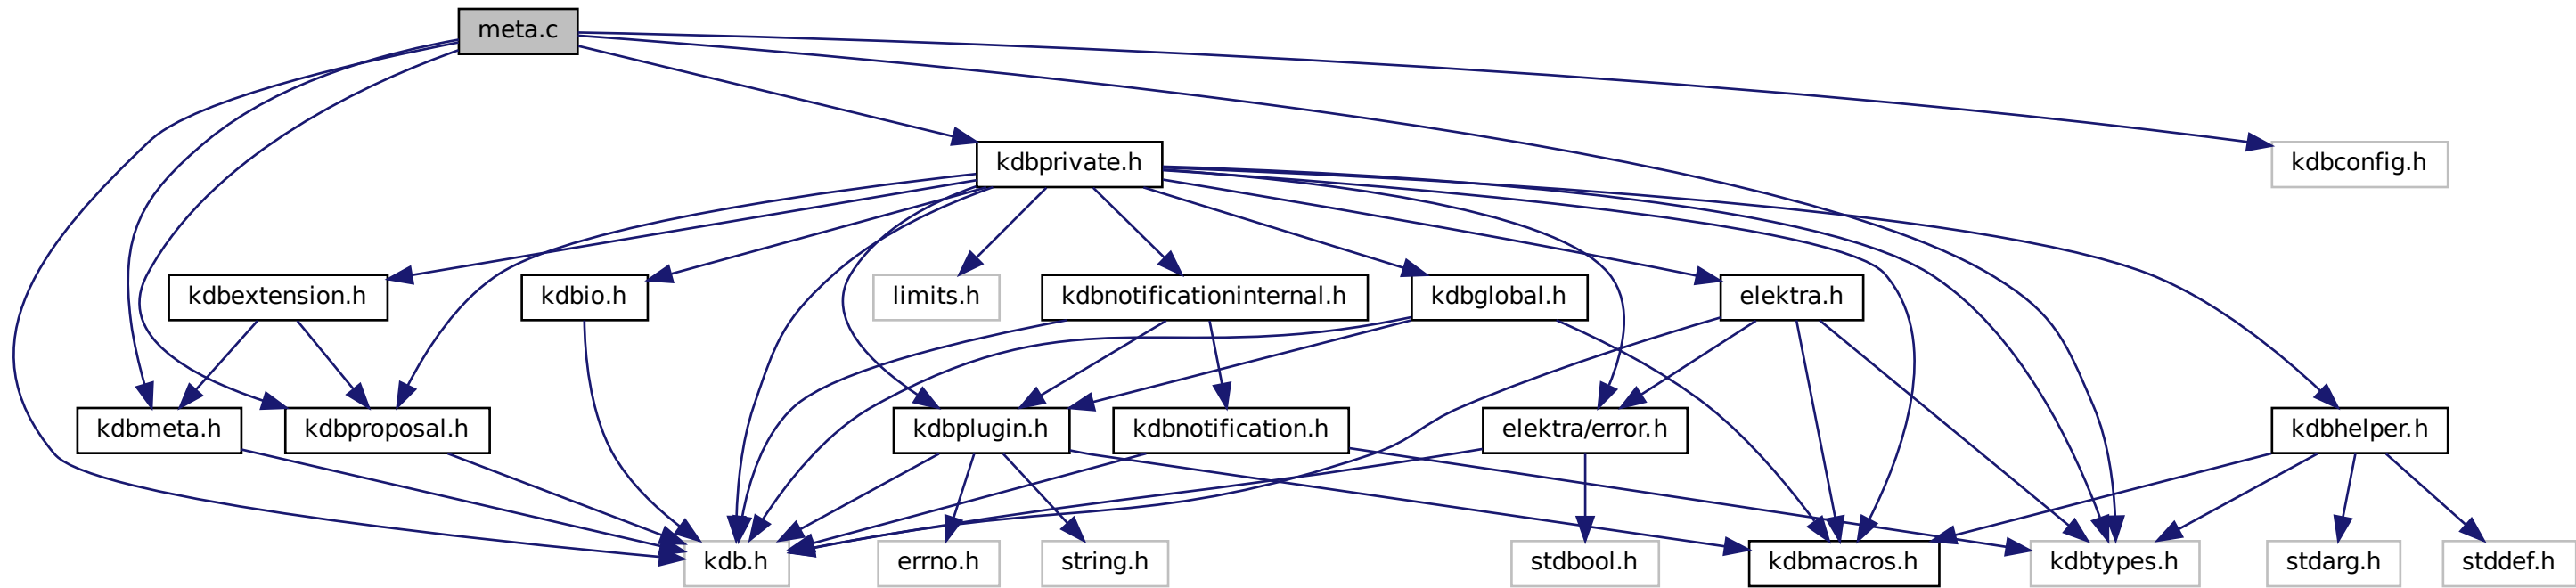 meta.c
kdbprivate.h
kdbconfig.h
kdbextension.h
kdbio.h
limits.h
kdbnotificationinternal.h
kdbglobal.h
elektra.h
kdbmeta.h
kdbproposal.h
kdbplugin.h
kdbnotification.h
elektra/error.h
kdbhelper.h
kdb.h
errno.h
string.h
stdbool.h
kdbmacros.h
kdbtypes.h
stdarg.h
stddef.h